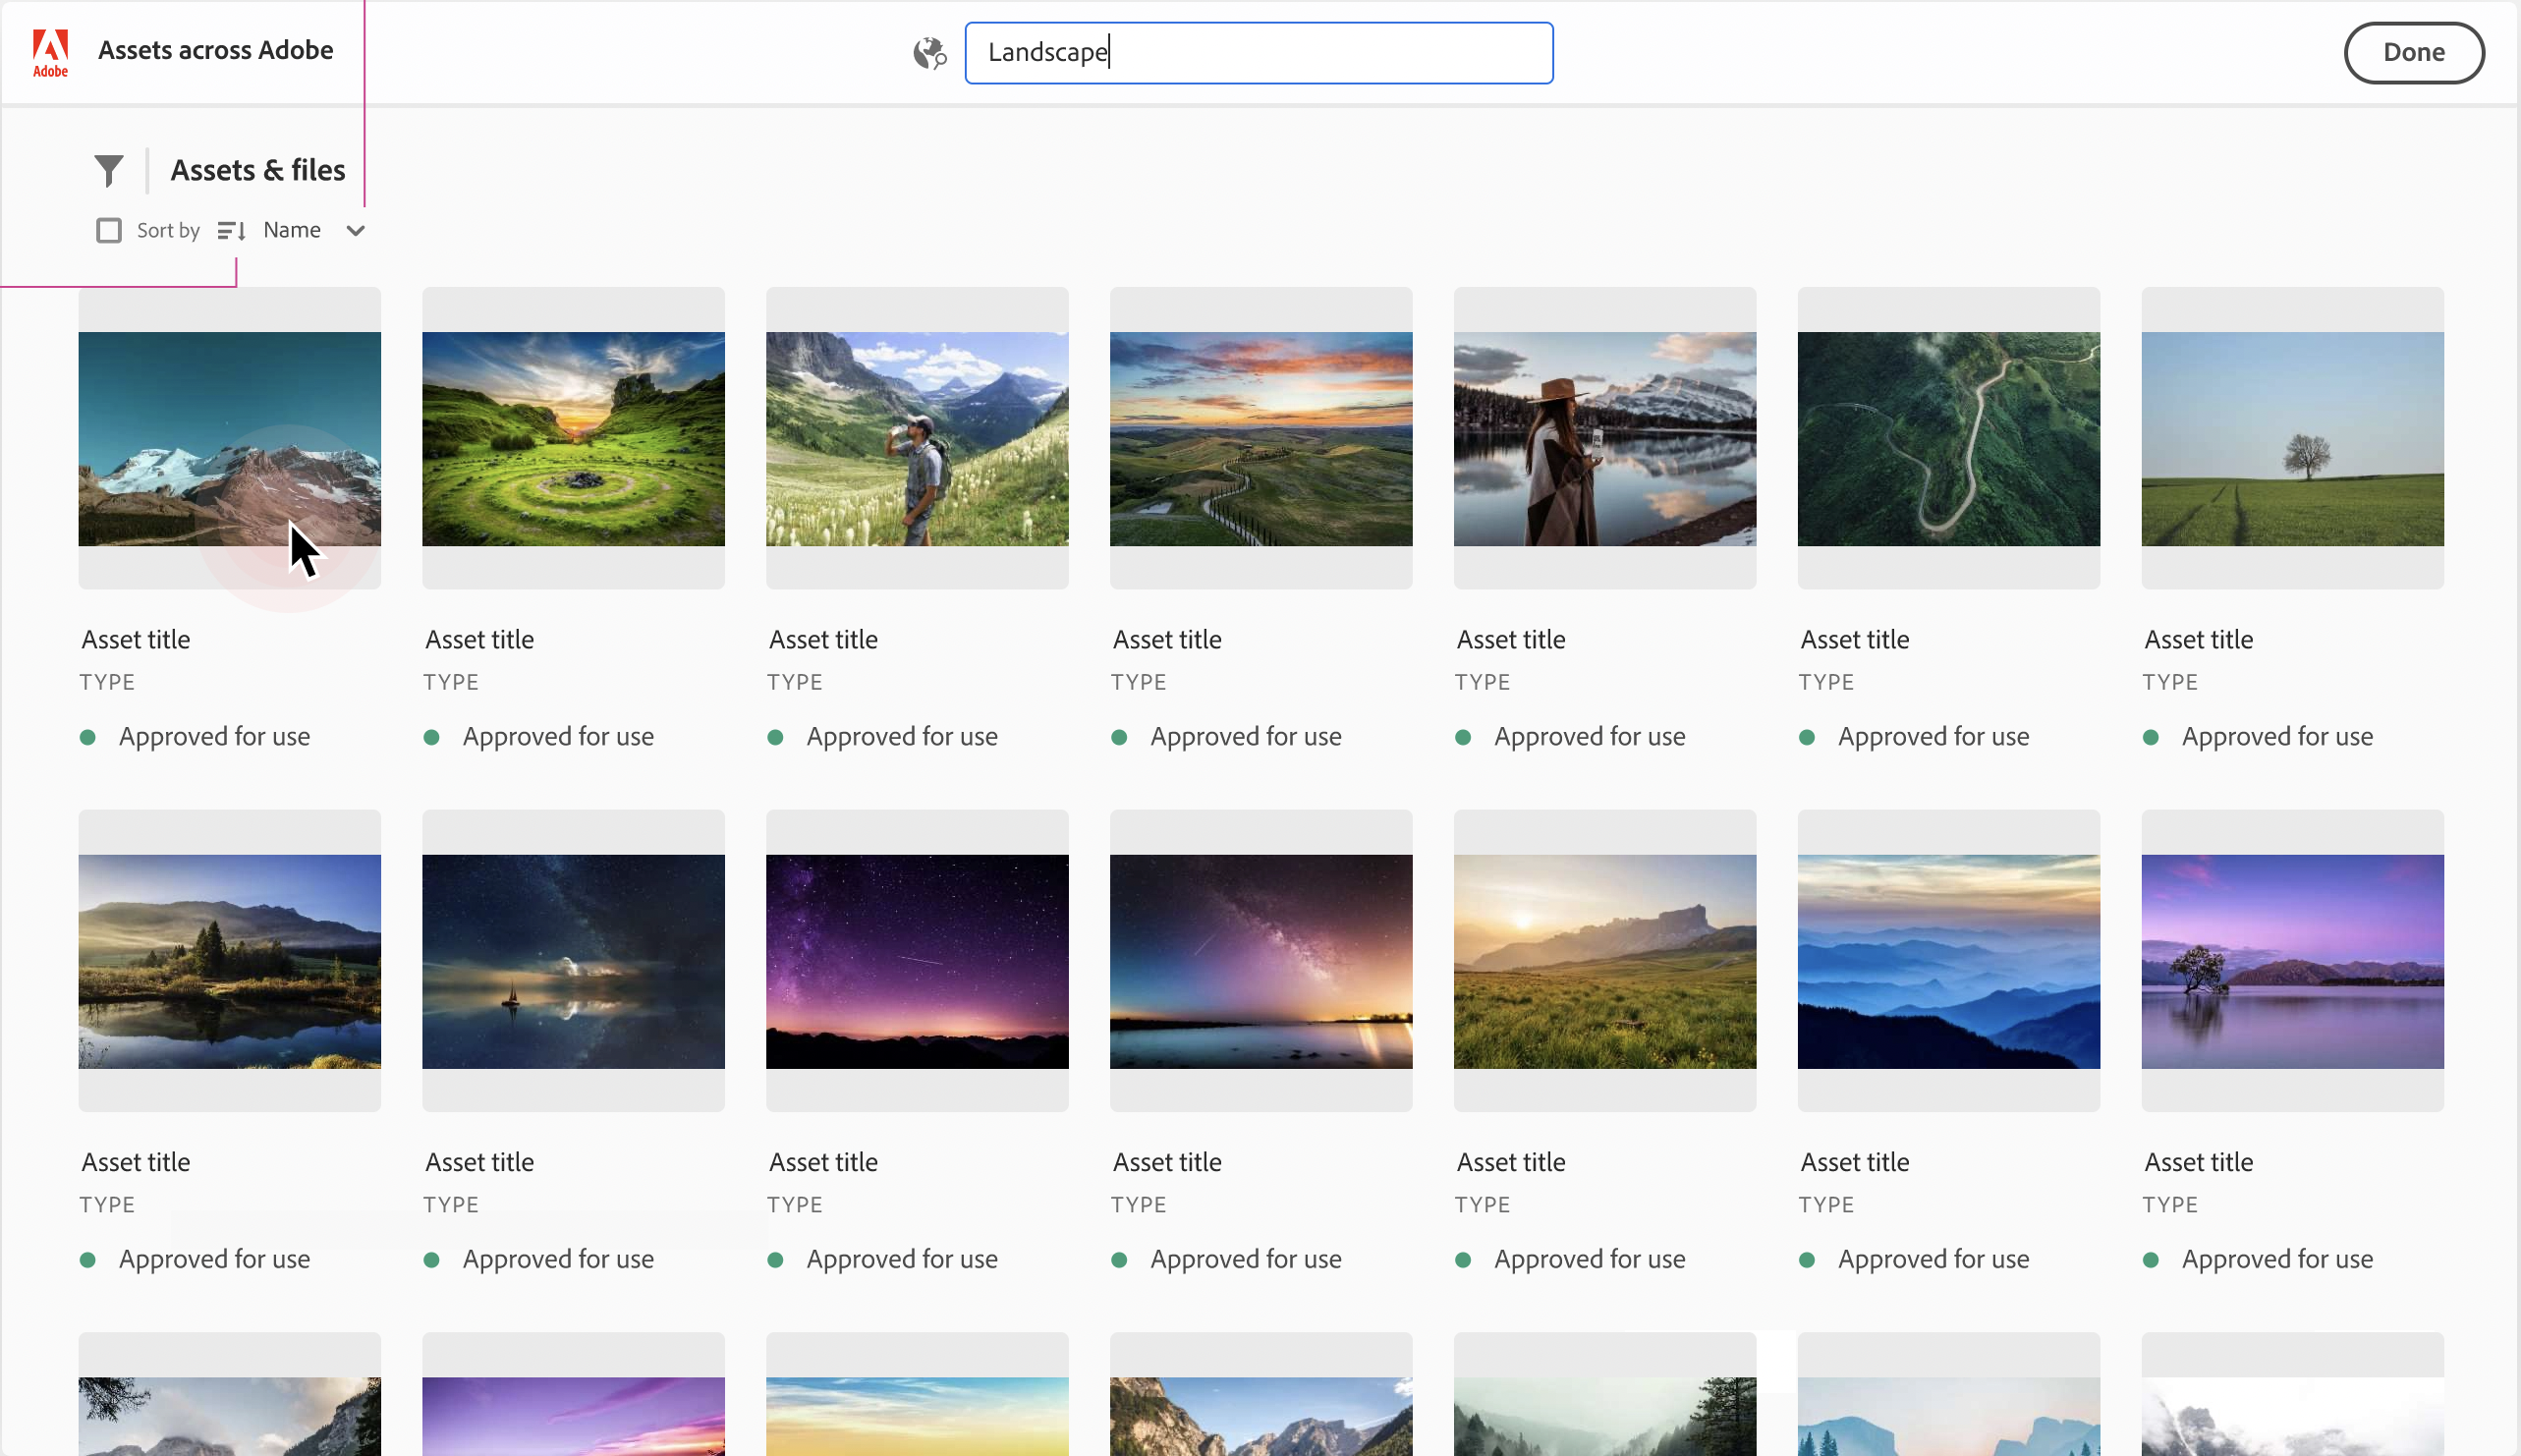 Adobe
Assets across Adobe
Landscape
Done
Assets & files
Sort by Name
Asset title Asset title Asset title Asset title Asset title Asset title Asset title
TYPE TYPE TYPE TYPE TYPE TYPE TYPE
Approved for use Approved for use Approved for use Approved for use Approved for use Approved for use Approved for use
Asset title Asset title Asset title Asset title Asset title Asset title Asset title
TYPE TYPE TYPE TYPE TYPE TYPE TYPE
Approved for use Approved for use Approved for use Approved for use Approved for use Approved for use Approved for use